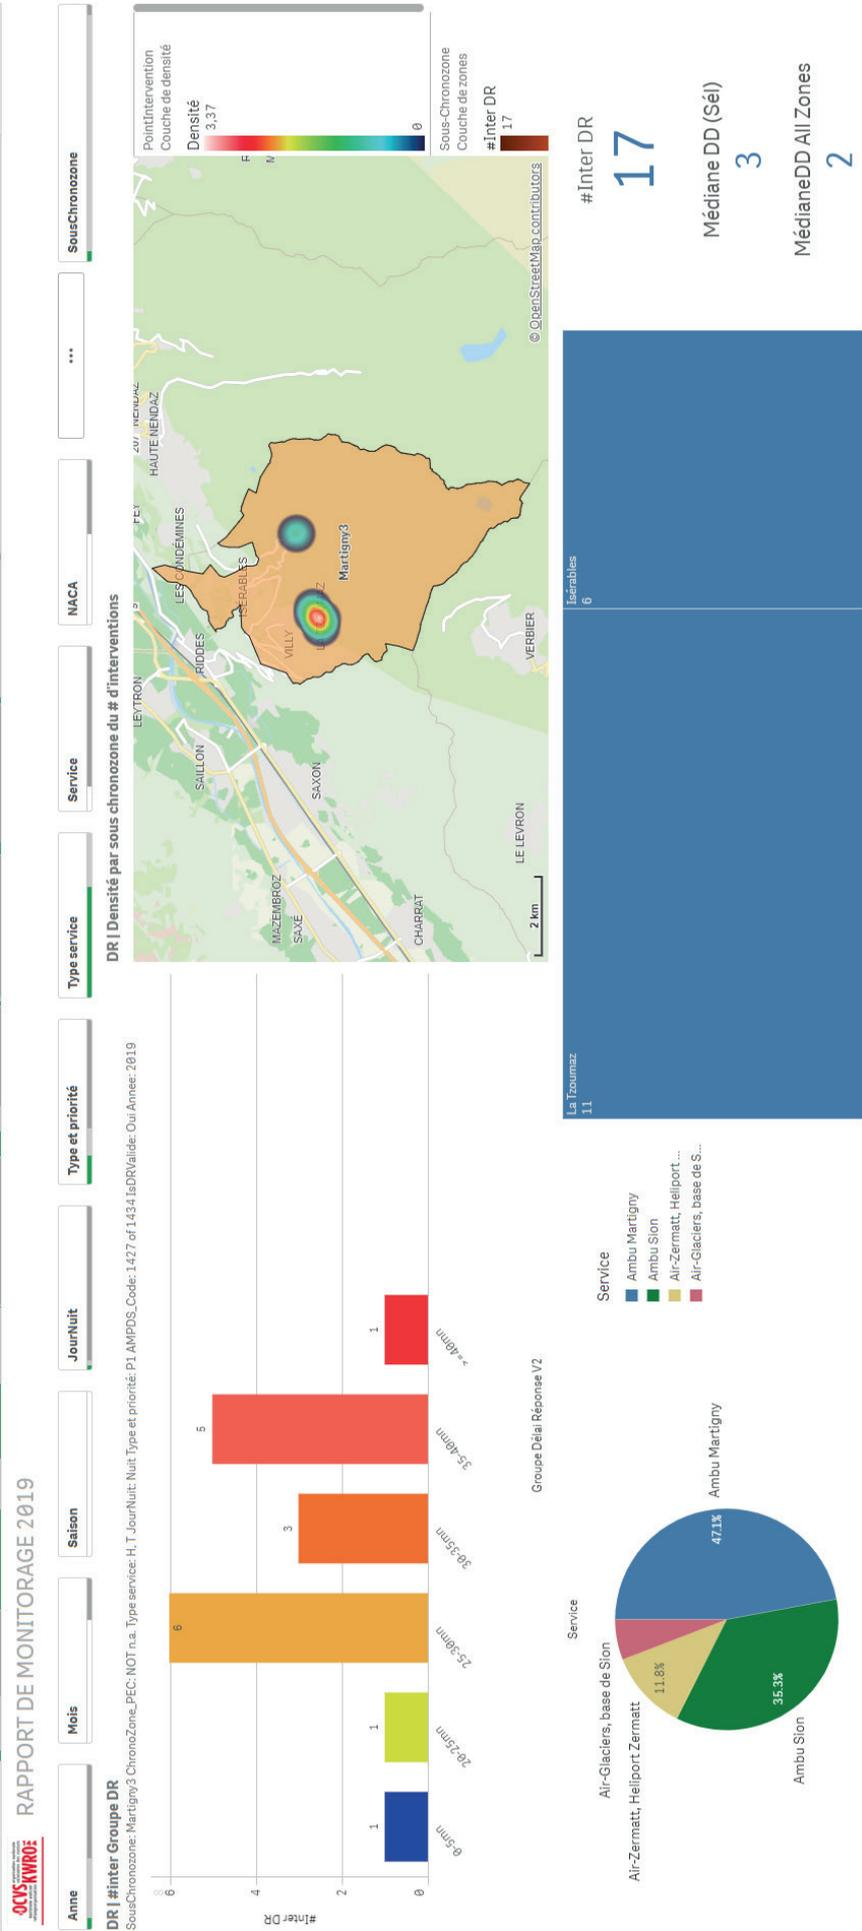 OCVS
KWRO
RAPPORT DE MONITORAGE 2019
Anne
Mois
Saison
JourNuit
Type et priorité
Type service
Service
NACA
...
SousChronozone
DR | #inter Groupe DR
SousChronozone: Martigny3 ChronoZone_PEC: NOT n.a. Type service: H, T JourNuit: Nuit Type et priorité: P1 AMPDS_Code: 1427 of 1434 IsDRValide: Oui Annee: 2019
#Inter DR
6
4
2
0
1
1
6
3
5
1
0-5mn
20-25mn
25-30mn
30-35mn
35-40mn
>=40mn
Groupe Délai Réponse V2
DR | Densité par sous chronozone du # d'interventions
LEYTRON
FEY
NENDAZ
HAUTE NENDAZ
LES CONDÉMINES
RIDDES
SAILLON
ISÉRABLES
VILLY
Martigny3
SAXON
MAZEMBROZ
SAXÉ
CHARRAT
LE LEVRON
VERBIER
2 km
© OpenStreetMap contributors
PointIntervention
Couche de densité
Densité
3,37
0
Sous-Chronozone
Couche de zones
#Inter DR
17
Service
Air-Glaciers, base de Sion
Air-Zermatt, Heliport Zermatt
11.8%
35.3%
47.1%
Ambu Sion
Ambu Martigny
Service
Ambu Martigny
Ambu Sion
Air-Zermatt, Heliport ...
Air-Glaciers, base de S...
La Tzoumaz
11
Isérables
6
#Inter DR
17
Médiane DD (Sél)
3
MédianeDD All Zones
2